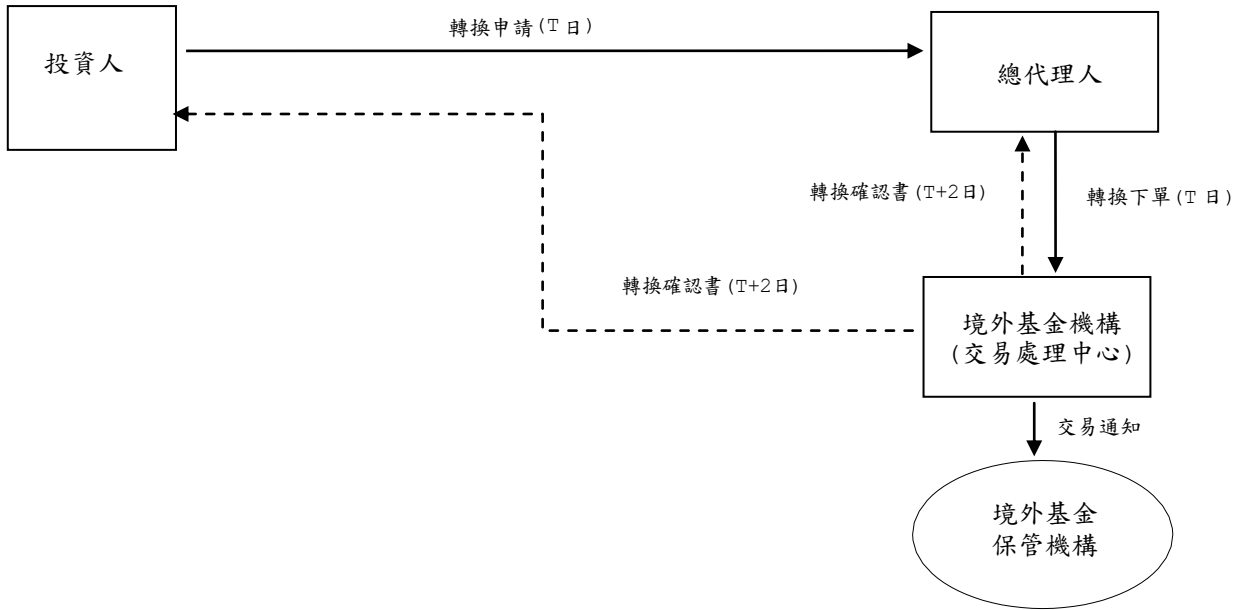 轉換申請(T 日)
投資人
總代理人
轉換確認書(T+2日)
轉換下單(T 日)
轉換確認書(T+2日)
境外基金機構
(交易處理中心)
交易通知
境外基金
保管機構